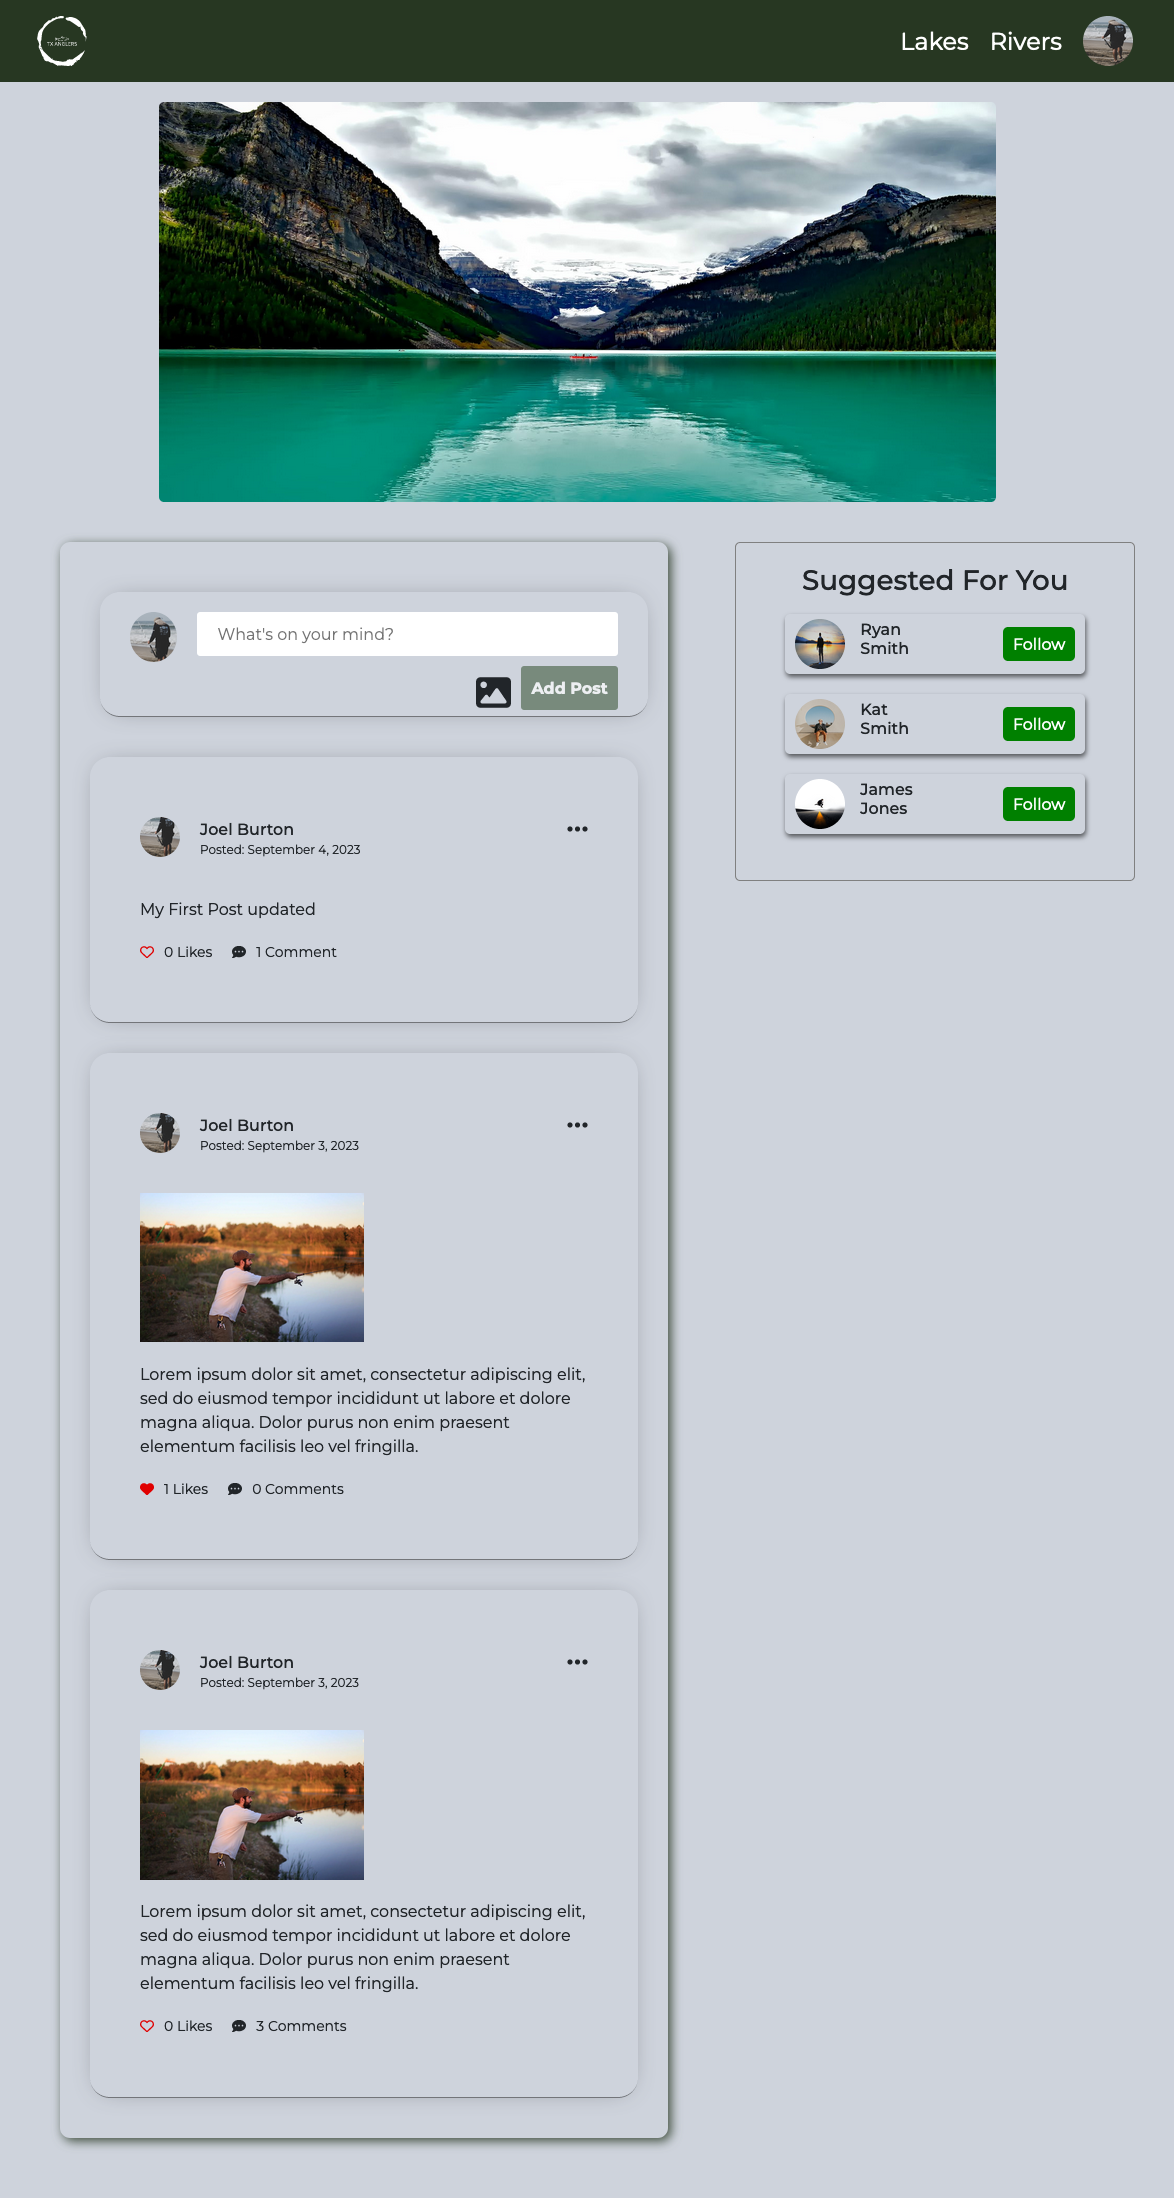 TX ANGLERS
Lakes
Rivers
What's on your mind?
Add Post
Joel Burton
Posted: September 4, 2023
My First Post updated
0 Likes
1 Comment
Joel Burton
Posted: September 3, 2023
Lorem ipsum dolor sit amet, consectetur adipiscing elit,
sed do eiusmod tempor incididunt ut labore et dolore
magna aliqua. Dolor purus non enim praesent
elementum facilisis leo vel fringilla.
1 Likes
0 Comments
Joel Burton
Posted: September 3, 2023
Lorem ipsum dolor sit amet, consectetur adipiscing elit,
sed do eiusmod tempor incididunt ut labore et dolore
magna aliqua. Dolor purus non enim praesent
elementum facilisis leo vel fringilla.
0 Likes
3 Comments
Suggested For You
Ryan
Smith
Follow
Kat
Smith
Follow
James
Jones
Follow